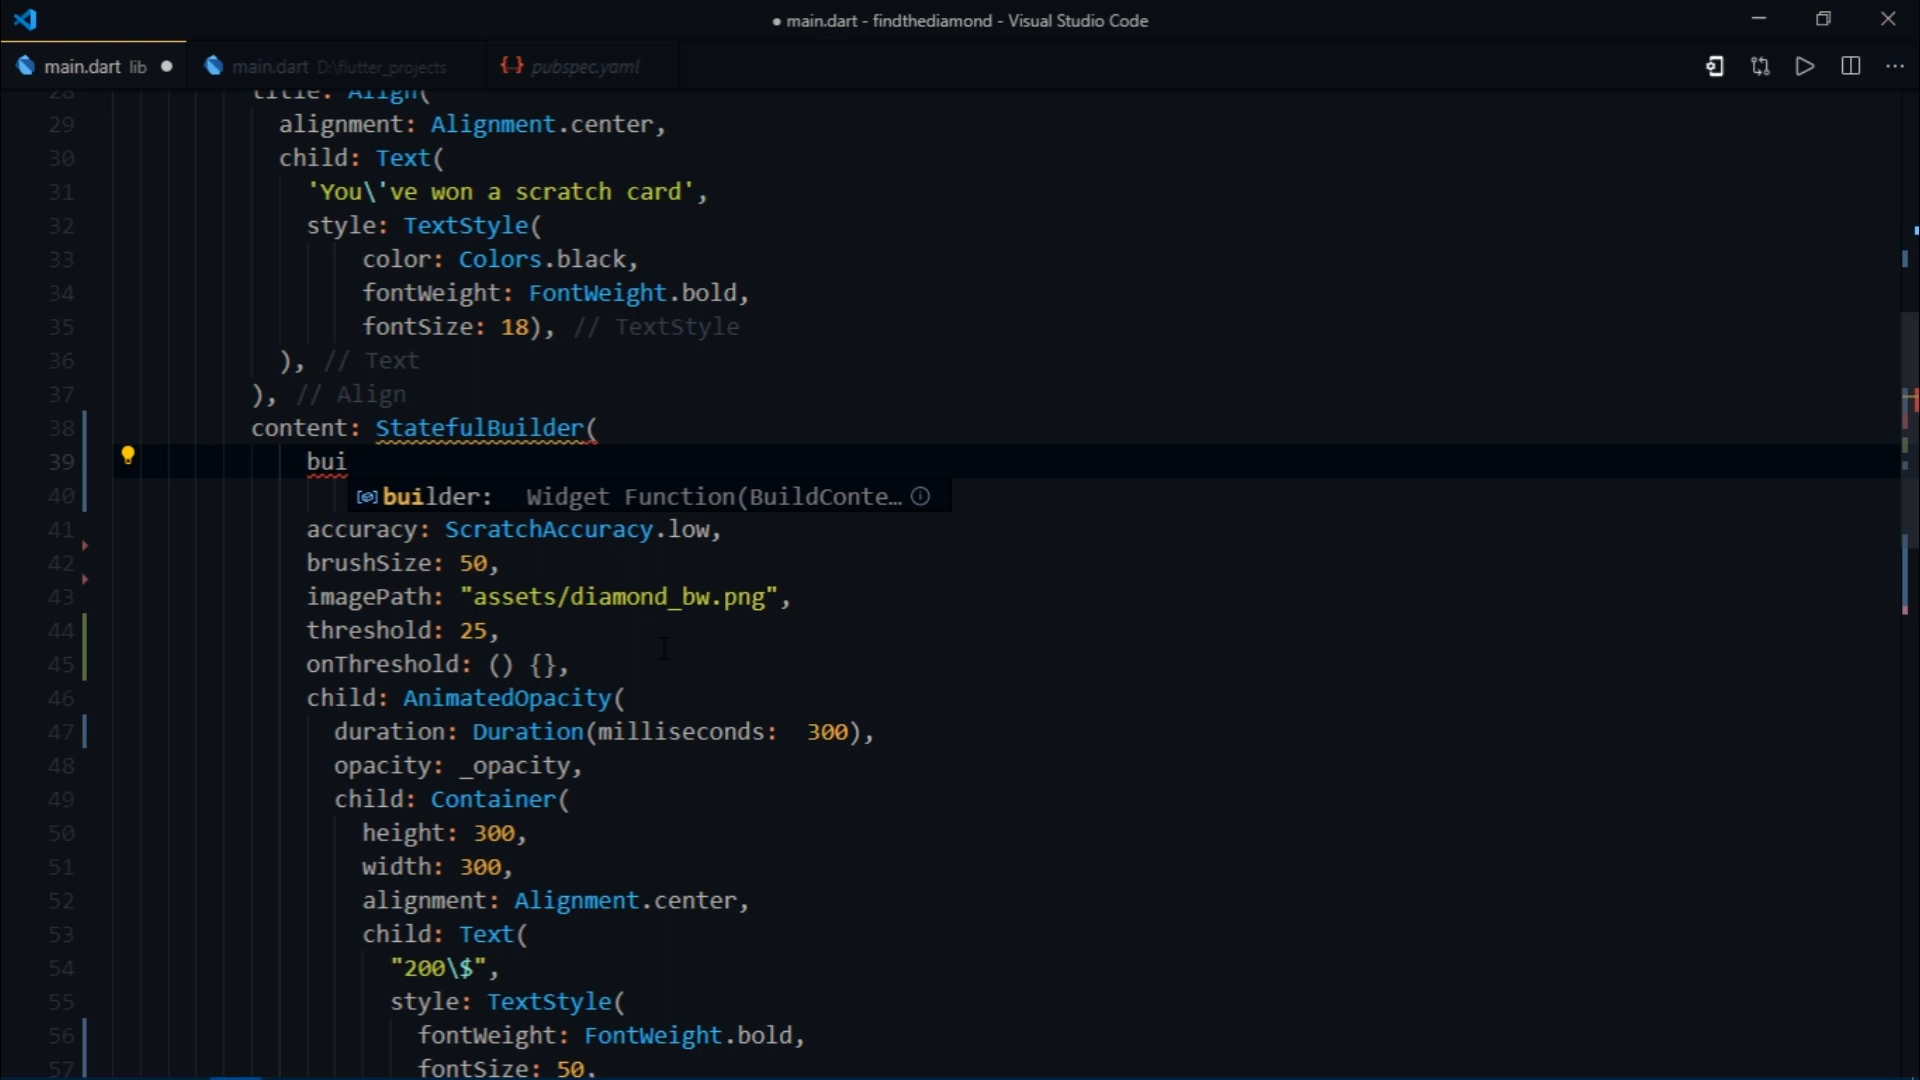 ● main.dart - findthediamond - Visual Studio Code
main.dart lib ●
main.dart D:\flutter_projects
{..} pubspec.yaml
28 title: Align(
29 alignment: Alignment.center,
30 child: Text(
31 'You\'ve won a scratch card',
32 style: TextStyle(
33 color: Colors.black,
34 fontWeight: FontWeight.bold,
35 fontSize: 18), // TextStyle
36 ), // Text
37 ), // Align
38 content: StatefulBuilder(
39 bui
40 builder: Widget Function(BuildConte…
41 accuracy: ScratchAccuracy.low,
42 brushSize: 50,
43 imagePath: "assets/diamond_bw.png",
44 threshold: 25,
45 onThreshold: () {},
46 child: AnimatedOpacity(
47 duration: Duration(milliseconds:  300),
48 opacity: _opacity,
49 child: Container(
50 height: 300,
51 width: 300,
52 alignment: Alignment.center,
53 child: Text(
54 "200\$",
55 style: TextStyle(
56 fontWeight: FontWeight.bold,
57 fontSize: 50,